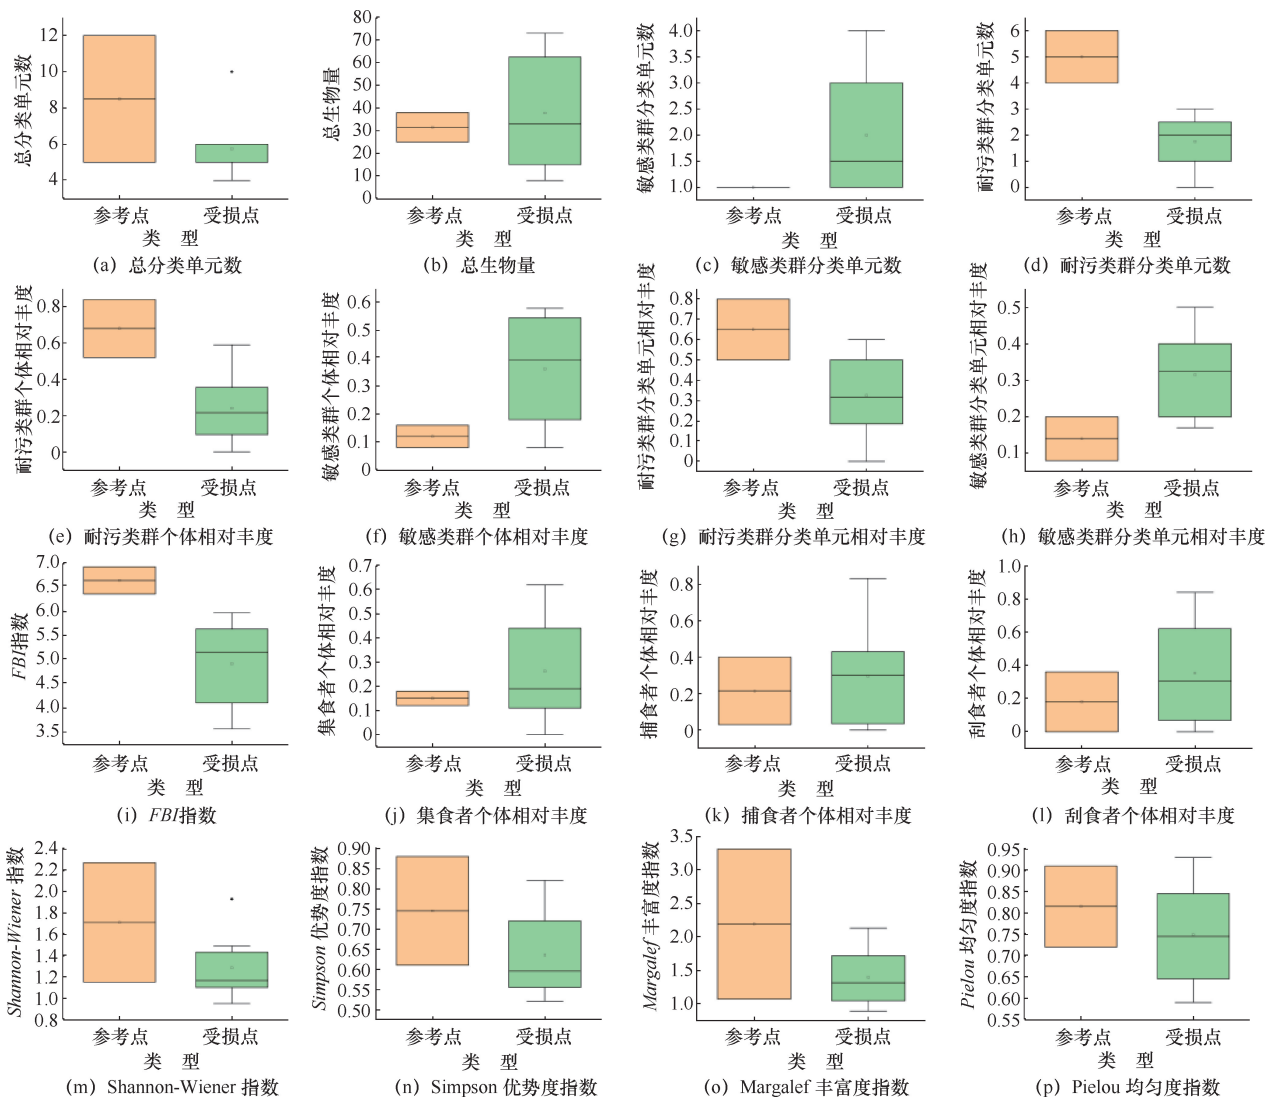 总分类单元数
12
10
8
6
4
参考点 受损点
类 型
(a) 总分类单元数
总生物量
80
70
60
50
40
30
20
10
0
参考点 受损点
类 型
(b) 总生物量
敏感类群分类单元数
4.0
3.5
3.0
2.5
2.0
1.5
1.0
参考点 受损点
类 型
(c) 敏感类群分类单元数
耐污类群分类单元数
6
5
4
3
2
1
0
参考点 受损点
类 型
(d) 耐污类群分类单元数
耐污类群个体相对丰度
0.8
0.6
0.4
0.2
0
参考点 受损点
类 型
(e) 耐污类群个体相对丰度
敏感类群个体相对丰度
0.6
0.5
0.4
0.3
0.2
0.1
0
参考点 受损点
类 型
(f) 敏感类群个体相对丰度
耐污类群分类单元相对丰度
0.8
0.7
0.6
0.5
0.4
0.3
0.2
0.1
0
参考点 受损点
类 型
(g) 耐污类群分类单元相对丰度
敏感类群分类单元相对丰度
0.5
0.4
0.3
0.2
0.1
参考点 受损点
类 型
(h) 敏感类群分类单元相对丰度
FBI指数
7.0
6.5
6.0
5.5
5.0
4.5
4.0
3.5
参考点 受损点
类 型
(i) FBI指数
集食者个体相对丰度
0.7
0.6
0.5
0.4
0.3
0.2
0.1
0
参考点 受损点
类 型
(j) 集食者个体相对丰度
捕食者个体相对丰度
0.8
0.6
0.4
0.2
0
参考点 受损点
类 型
(k) 捕食者个体相对丰度
刮食者个体相对丰度
1.0
0.8
0.6
0.4
0.2
0
参考点 受损点
类 型
(l) 刮食者个体相对丰度
Shannon-Wiener 指数
2.4
2.2
2.0
1.8
1.6
1.4
1.2
1.0
0.8
参考点 受损点
类 型
(m) Shannon-Wiener 指数
Simpson 优势度指数
0.90
0.85
0.80
0.75
0.70
0.65
0.60
0.55
0.50
参考点 受损点
类 型
(n) Simpson 优势度指数
Margalef 丰富度指数
3.5
3.0
2.5
2.0
1.5
1.0
参考点 受损点
类 型
(o) Margalef 丰富度指数
Pielou 均匀度指数
0.95
0.90
0.85
0.80
0.75
0.70
0.65
0.60
0.55
参考点 受损点
类 型
(p) Pielou 均匀度指数